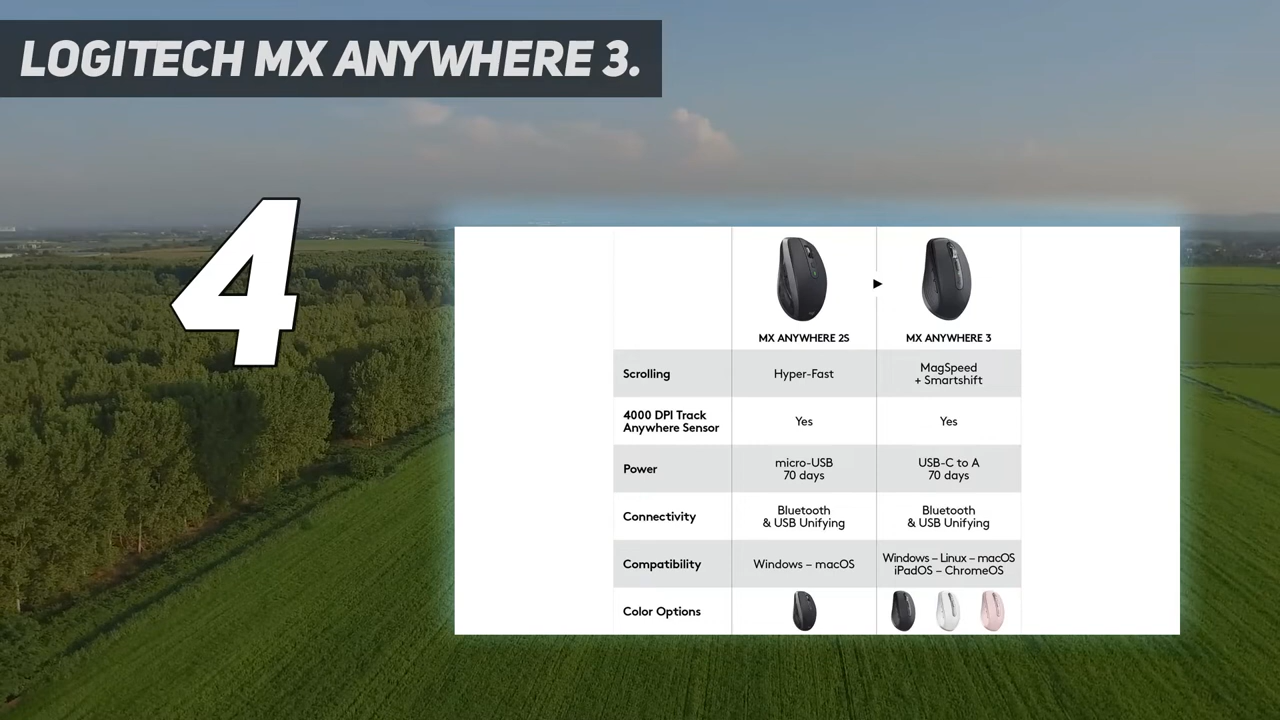 LOGITECH MX ANYWHERE 3.
4
MX ANYWHERE 2S
MX ANYWHERE 3
Scrolling
Hyper-Fast
MagSpeed
+ Smartshift
4000 DPI Track
Anywhere Sensor
Yes
Yes
Power
micro-USB
70 days
USB-C to A
70 days
Connectivity
Bluetooth
& USB Unifying
Bluetooth
& USB Unifying
Compatibility
Windows – macOS
Windows – Linux – macOS
iPadOS – ChromeOS
Color Options